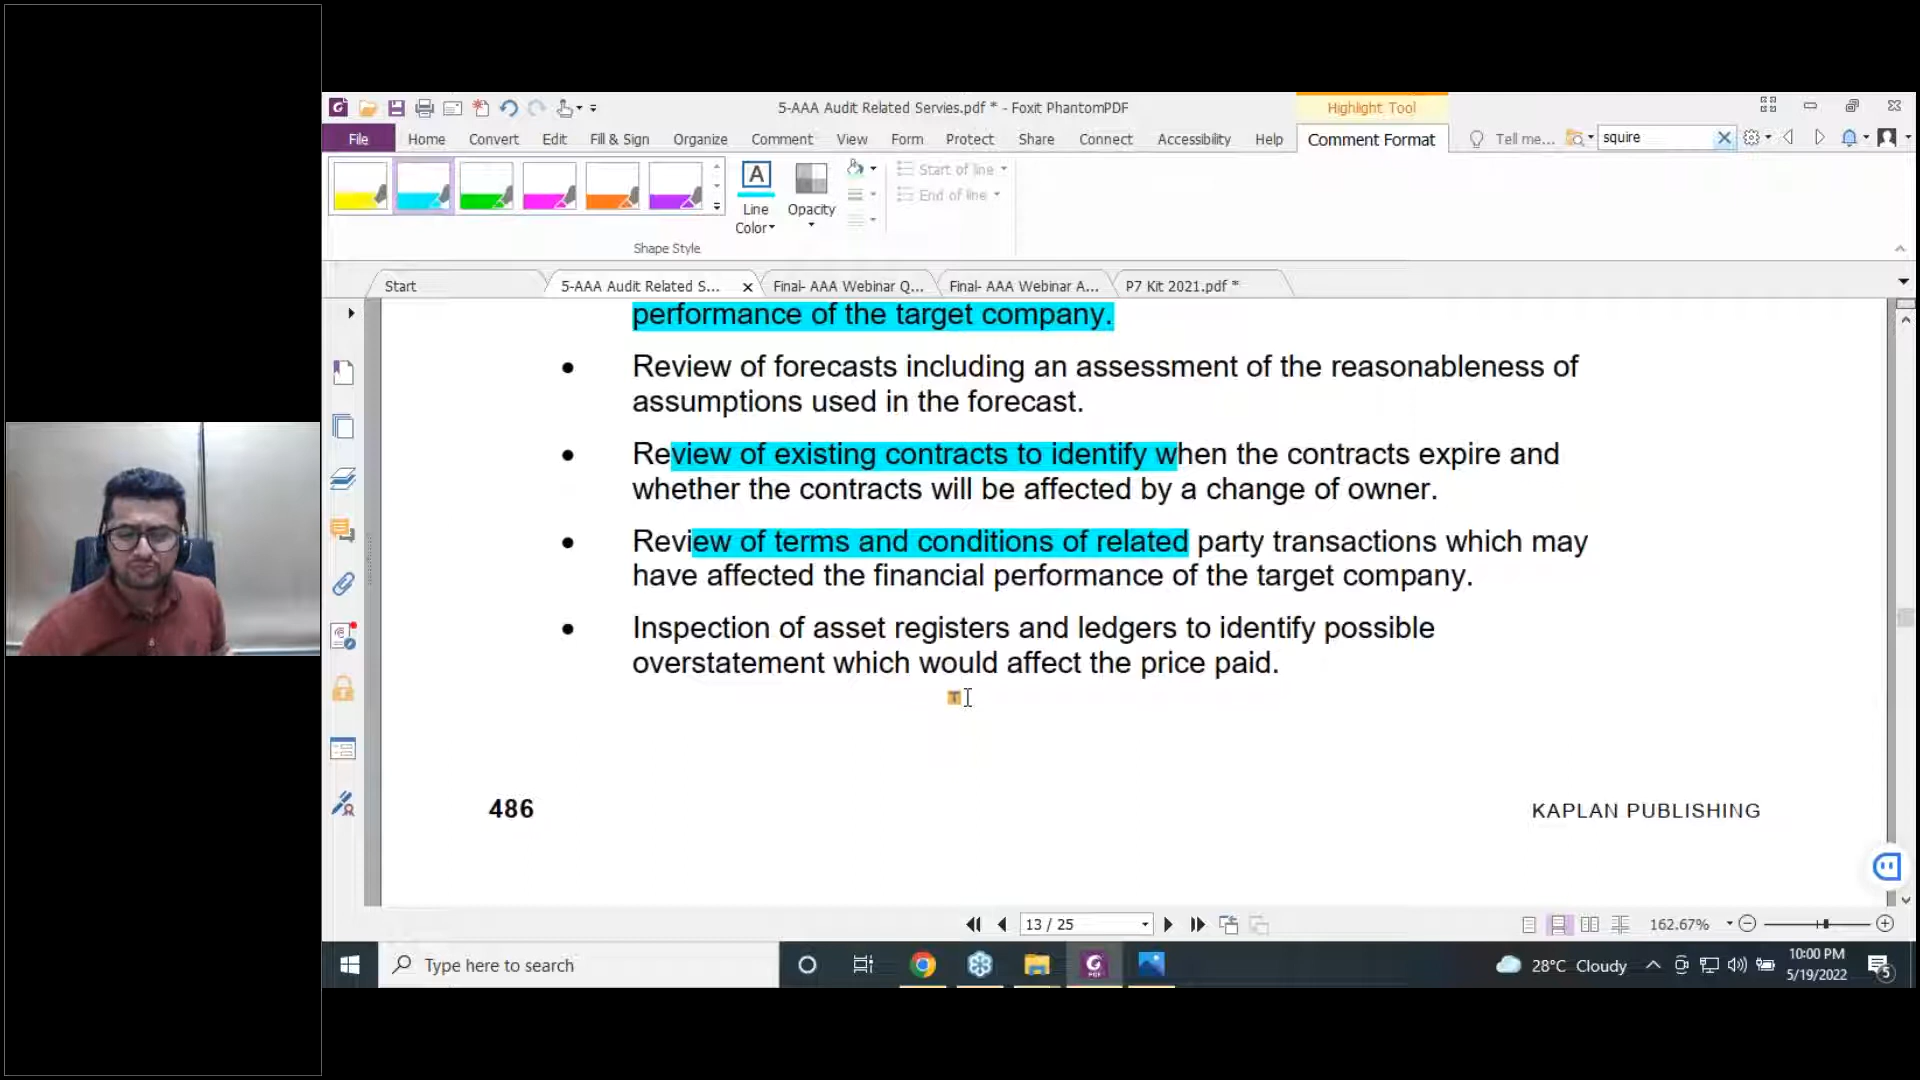 5-AAA Audit Related Servies.pdf * - Foxit PhantomPDF
Highlight Tool
File
Home
Convert
Edit
Fill & Sign
Organize
Comment
View
Form
Protect
Share
Connect
Accessibility
Help
Comment Format
Tell me...
squire
A
Line
Color
Opacity
Start of line
End of line
Shape Style
Start
5-AAA Audit Related S...
Final- AAA Webinar Q...
Final- AAA Webinar A...
P7 Kit 2021.pdf *
performance of the target company.
• Review of forecasts including an assessment of the reasonableness of
assumptions used in the forecast.
• Review of existing contracts to identify when the contracts expire and
whether the contracts will be affected by a change of owner.
• Review of terms and conditions of related party transactions which may
have affected the financial performance of the target company.
• Inspection of asset registers and ledgers to identify possible
overstatement which would affect the price paid.
486
KAPLAN PUBLISHING
13 / 25
162.67%
Type here to search
28°C Cloudy
10:00 PM
5/19/2022
5